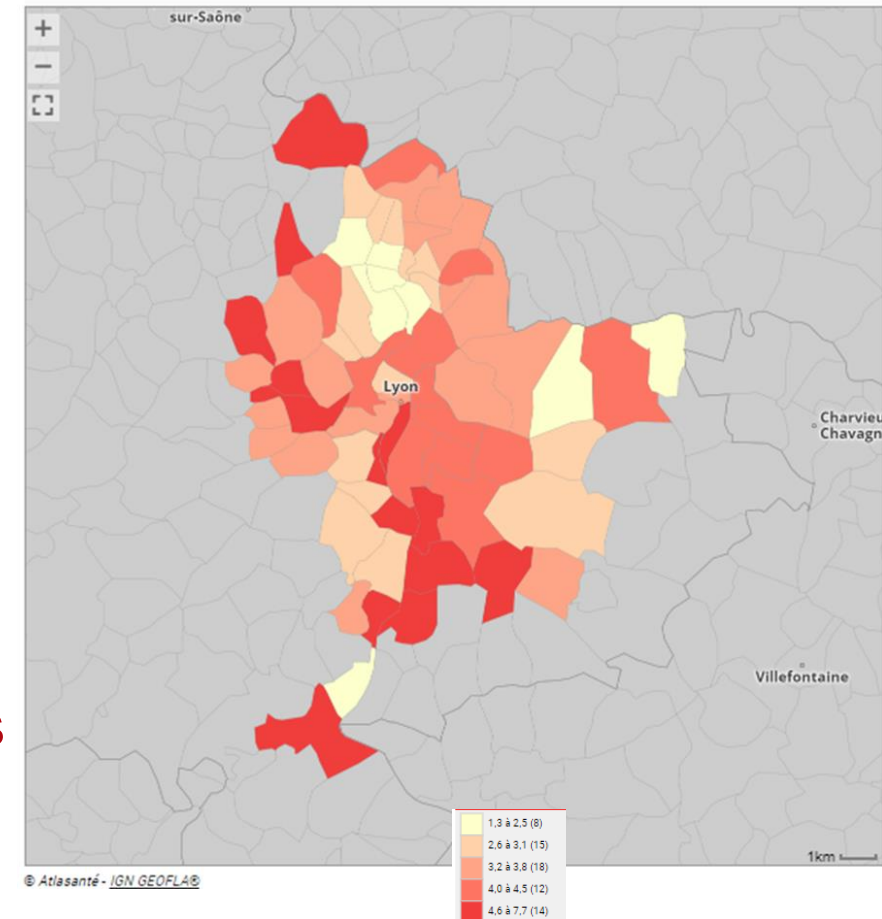 +
sur-Saône
−
Lyon
Charvieu
Chavagn
s
Villefontaine
1,3 à 2,5 (8)
2,6 à 3,1 (15)
3,2 à 3,8 (18)
4,0 à 4,5 (12)
4,6 à 7,7 (14)
1km
© Atlasanté - IGN GEOFLA®